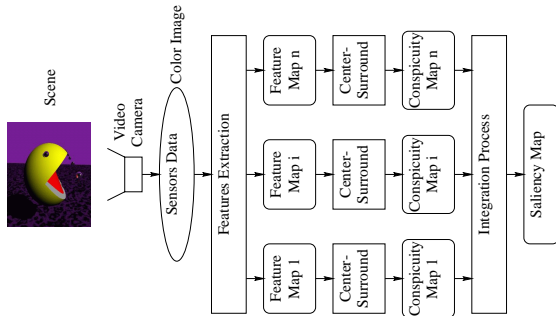 Scene
Video
Camera
Sensors Data
Color Image
Features Extraction
Feature
Map 1
Feature
Map i
Feature
Map n
Center-
Surround
Center-
Surround
Center-
Surround
Conspicuity
Map 1
Conspicuity
Map i
Conspicuity
Map n
Integration Process
Saliency Map